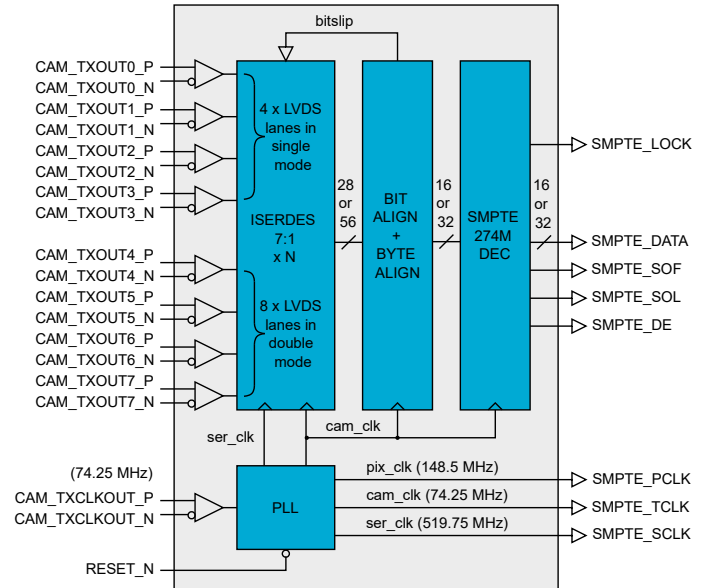 bitslip
CAM_TXOUT0_P
CAM_TXOUT0_N
CAM_TXOUT1_P
CAM_TXOUT1_N
CAM_TXOUT2_P
CAM_TXOUT2_N
CAM_TXOUT3_P
CAM_TXOUT3_N
CAM_TXOUT4_P
CAM_TXOUT4_N
CAM_TXOUT5_P
CAM_TXOUT5_N
CAM_TXOUT6_P
CAM_TXOUT6_N
CAM_TXOUT7_P
CAM_TXOUT7_N
4 x LVDS
lanes in
single
mode
ISERDES
7:1
x N
8 x LVDS
lanes in
double
mode
28
or
56
BIT
ALIGN
+
BYTE
ALIGN
16
or
32
SMPTE
274M
DEC
16
or
32
SMPTE_LOCK
SMPTE_DATA
SMPTE_SOF
SMPTE_SOL
SMPTE_DE
ser_clk
cam_clk
(74.25 MHz)
CAM_TXCLKOUT_P
CAM_TXCLKOUT_N
PLL
pix_clk (148.5 MHz)
cam_clk (74.25 MHz)
ser_clk (519.75 MHz)
SMPTE_PCLK
SMPTE_TCLK
SMPTE_SCLK
RESET_N